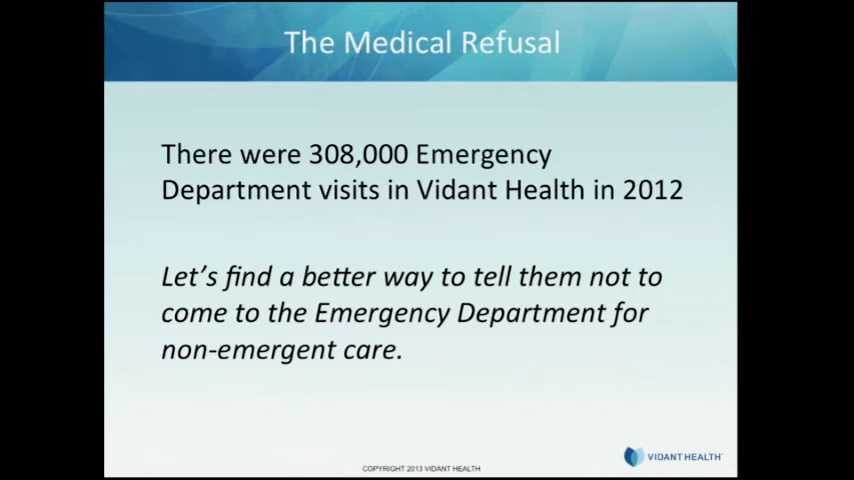 The Medical Refusal
There were 308,000 Emergency
Department visits in Vidant Health in 2012
Let's find a better way to tell them not to
come to the Emergency Department for
non-emergent care.
VIDANT HEALTH
COPYRIGHT 2013 VIDANT HEALTH